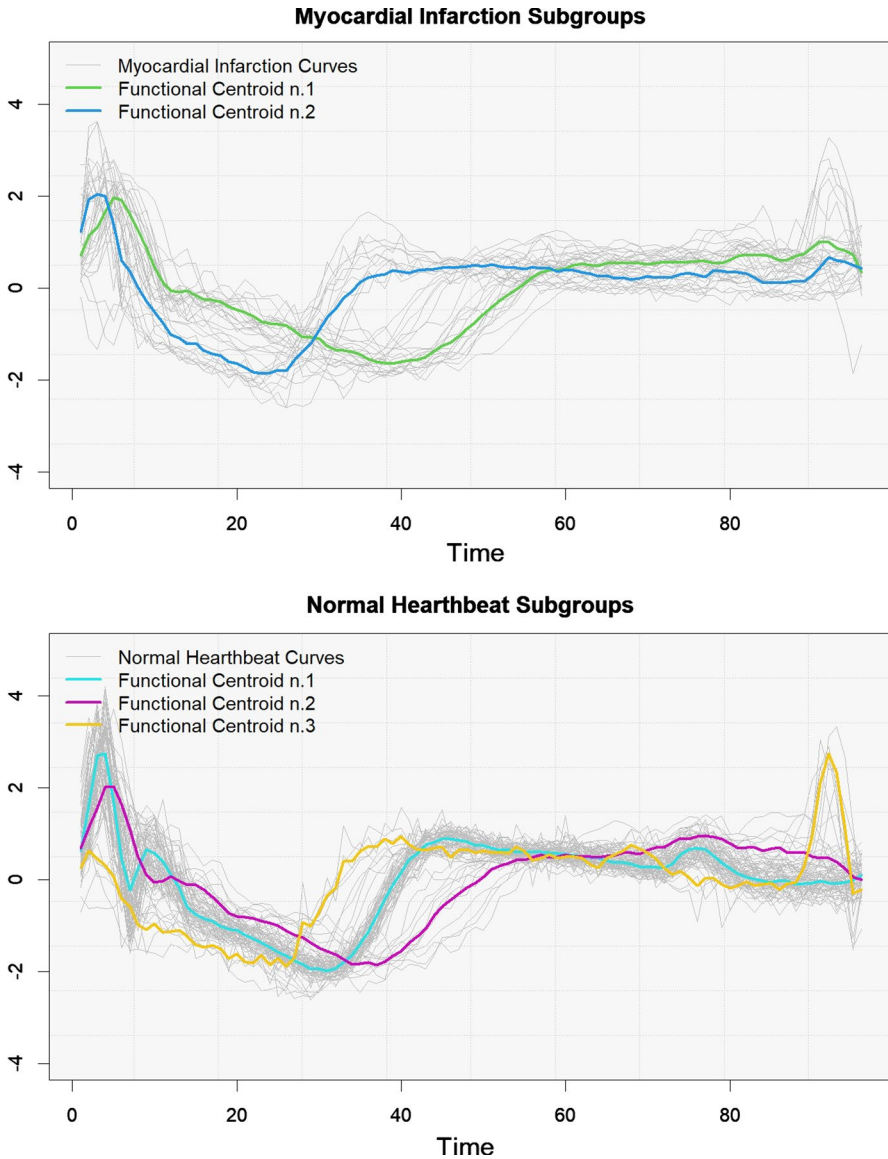 Myocardial Infarction Subgroups
Myocardial Infarction Curves
Functional Centroid n.1
Functional Centroid n.2
4
2
0
-2
-4
0 20 40 60 80
Time
Normal Hearthbeat Subgroups
Normal Hearthbeat Curves
Functional Centroid n.1
Functional Centroid n.2
Functional Centroid n.3
4
2
0
-2
-4
0 20 40 60 80
Time